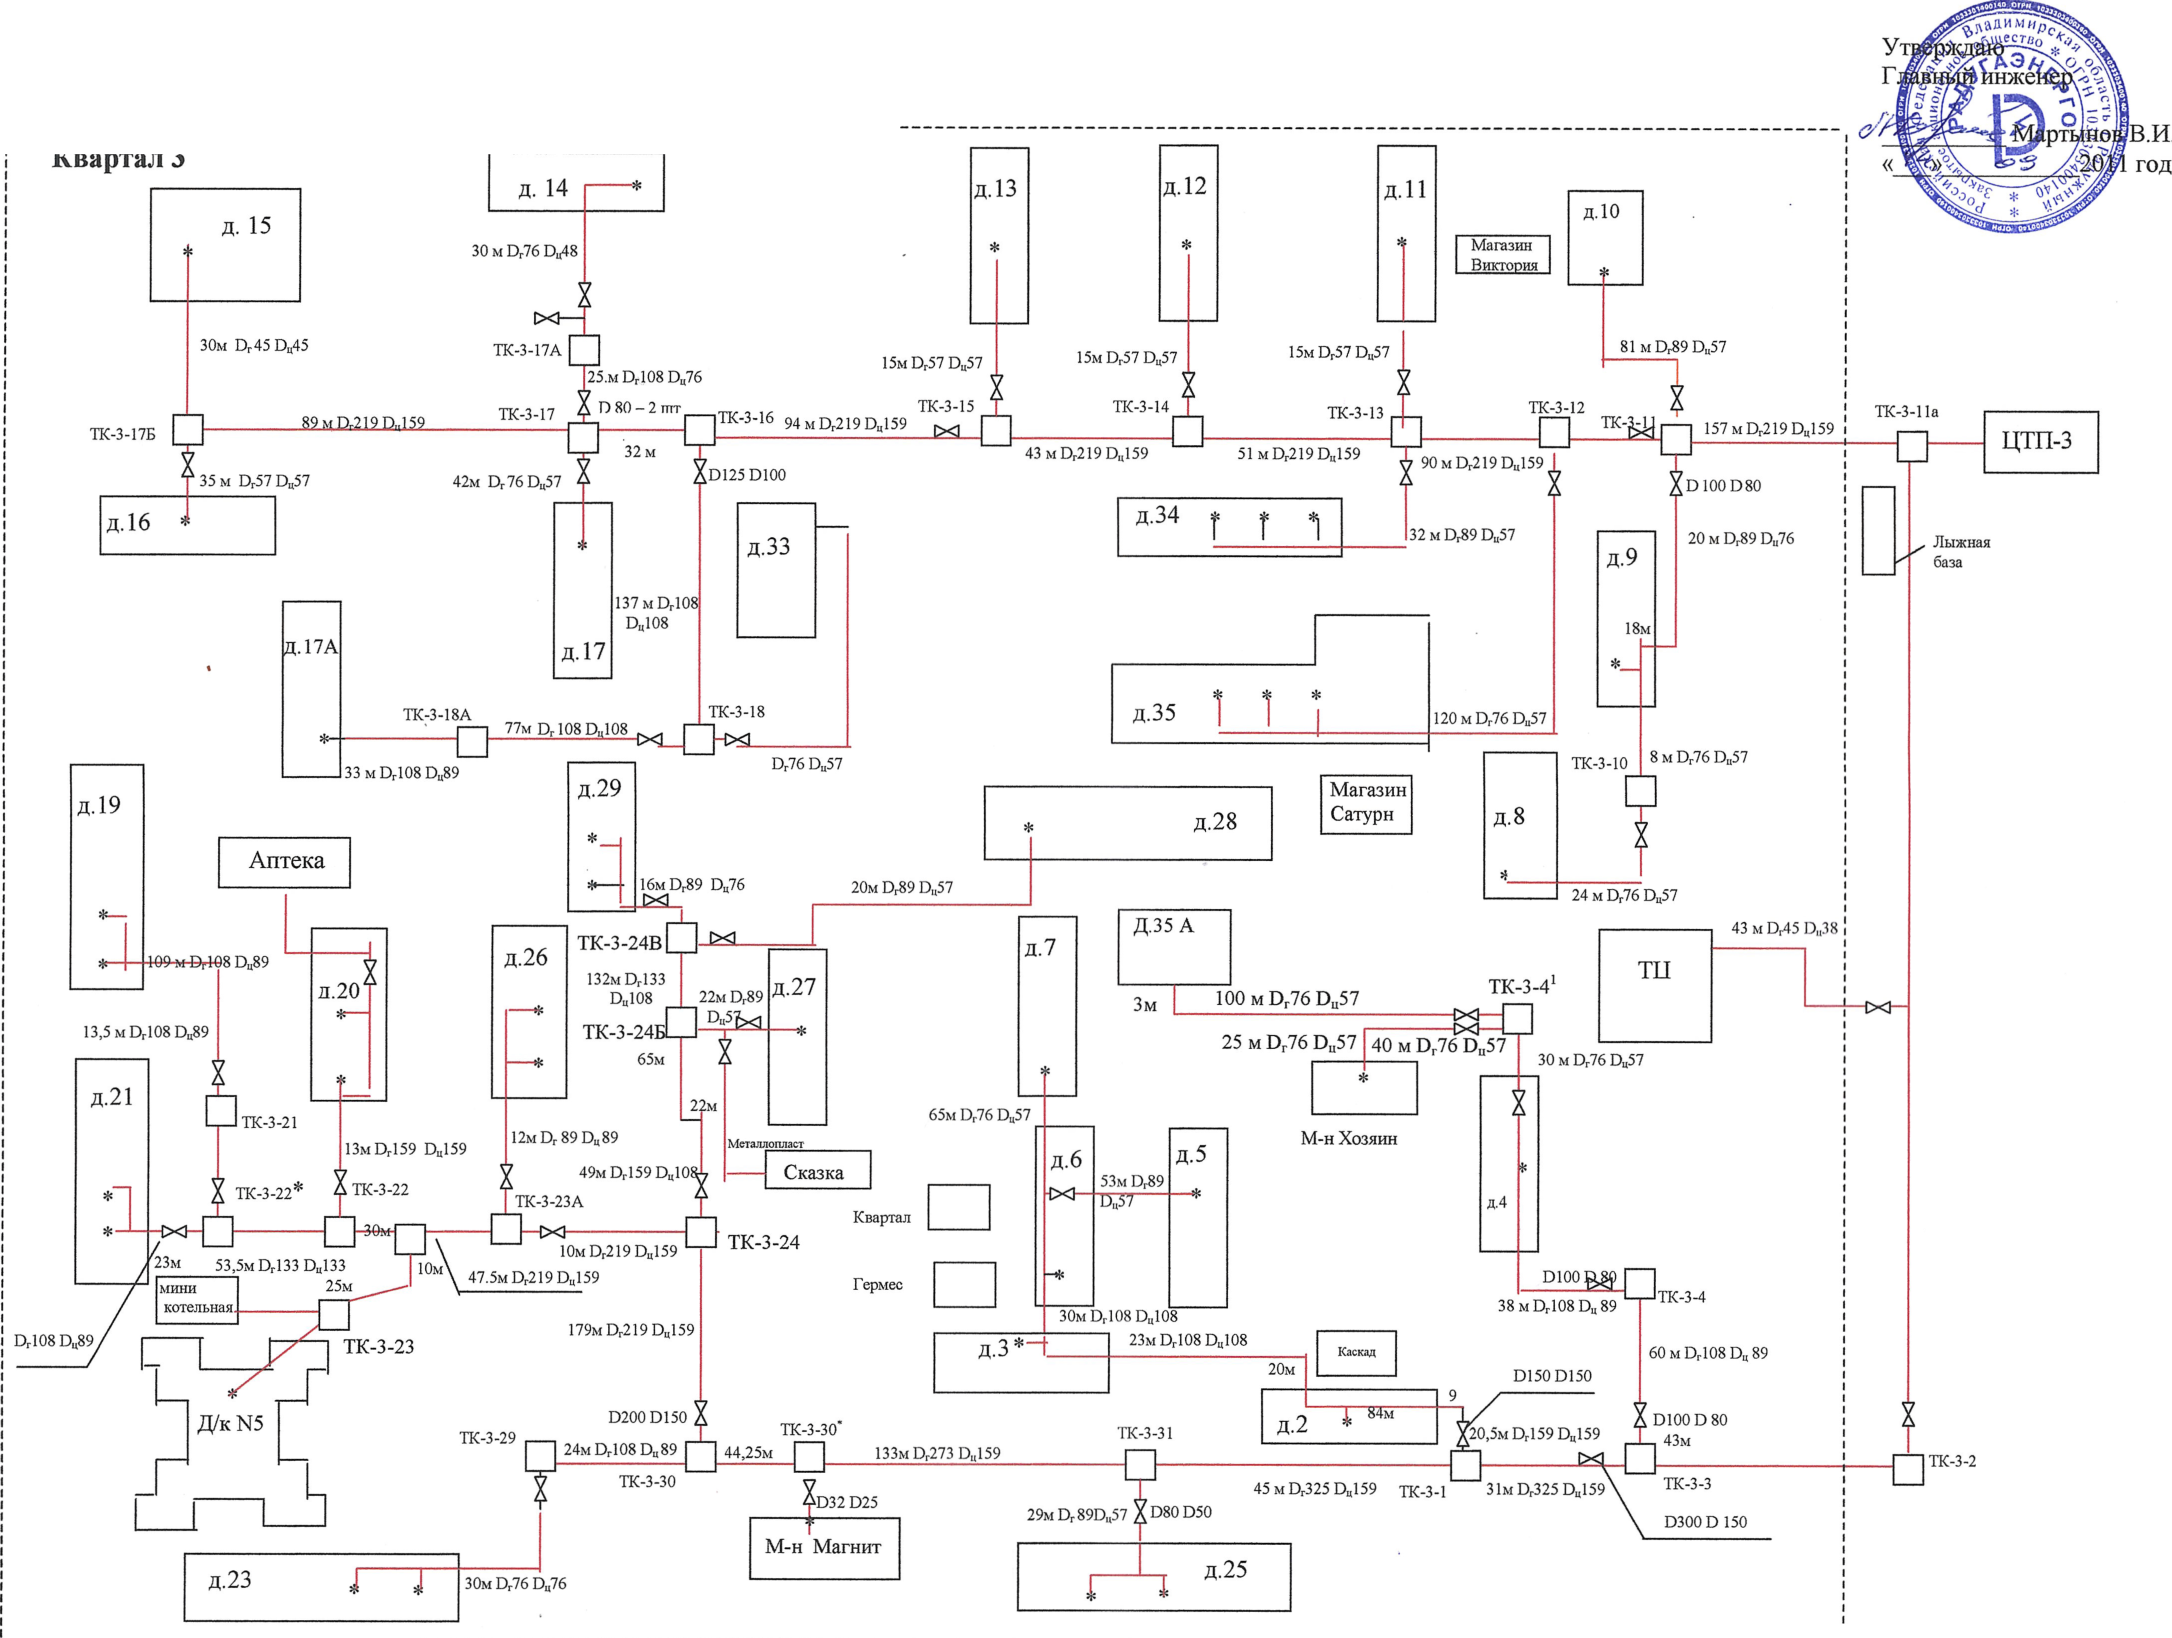 Утверждаю
Главный инженер
Мартынов В.И.
« » 2011 год
РАДУГАЭНЕРГО
Квартал 3
д. 15
д. 14
д.13
д.12
д.11
д.10
Магазин
Виктория
30 м Dг76 Dц48
30м Dг 45 Dц45
ТК-3-17А
25.м Dг108 Dц76
15м Dг57 Dц57
15м Dг57 Dц57
15м Dг57 Dц57
81 м Dг89 Dц57
ТК-3-17Б
89 м Dг219 Dц159
ТК-3-17
D 80 – 2 шт
32 м
ТК-3-16
94 м Dг219 Dц159
ТК-3-15
43 м Dг219 Dц159
ТК-3-14
51 м Dг219 Dц159
ТК-3-13
90 м Dг219 Dц159
ТК-3-12
ТК-3-11
157 м Dг219 Dц159
ТК-3-11а
ЦТП-3
35 м Dг57 Dц57
42м Dг 76 Dц57
D125 D100
D 100 D 80
д.16
д.17
д.33
д.34
32 м Dг89 Dц57
д.9
20 м Dг89 Dц76
18м
Лыжная
база
137 м Dг108
Dц108
д.17А
ТК-3-18А
77м Dг 108 Dц108
ТК-3-18
33 м Dг108 Dц89
Dг76 Dц57
д.35
120 м Dг76 Dц57
ТК-3-10
8 м Dг76 Dц57
д.19
д.29
д.28
Магазин
Сатурн
д.8
24 м Dг76 Dц57
Аптека
16м Dг89 Dц76
20м Dг89 Dц57
ТК-3-24В
д.7
Д.35 А
43 м Dг45 Dц38
ТЦ
109 м Dг108 Dц89
д.20
д.26
132м Dг133
Dц108
22м Dг89
Dц57
д.27
ТК-3-24Б
65м
3м
100 м Dг76 Dц57
ТК-3-4¹
25 м Dг76 Dц57
40 м Dг76 Dц57
30 м Dг76 Dц57
13,5 м Dг108 Dц89
д.21
ТК-3-21
22м
Металлопласт
Сказка
65м Dг76 Dц57
М-н Хозяин
13м Dг159 Dц159
12м Dг 89 Dц89
49м Dг159 Dц108
д.6
д.5
53м Dг89
Dц57
д.4
ТК-3-22*
ТК-3-22
ТК-3-23А
Квартал
ТК-3-24
30м
10м Dг219 Dц159
23м
53,5м Dг133 Dц133
10м
47.5м Dг219 Dц159
25м
мини
котельная
Гермес
D100 D 80
38 м Dг108 Dц 89
ТК-3-4
30м Dг108 Dц108
Dг108 Dц89
ТК-3-23
179м Dг219 Dц159
д.3
23м Dг108 Dц108
20м
Каскад
60 м Dг108 Dц 89
D150 D150
Д/к N5
D200 D150
д.2
84м
9
20,5м Dг159 Dц159
D100 D 80
43м
ТК-3-29
24м Dг108 Dц 89
ТК-3-30
44,25м
ТК-3-30*
133м Dг273 Dц159
ТК-3-31
45 м Dг325 Dц159
ТК-3-1
31м Dг325 Dц159
ТК-3-3
ТК-3-2
D32 D25
29м Dг 89Dц57
D80 D50
D300 D 150
М-н Магнит
д.23
30м Dг76 Dц76
д.25